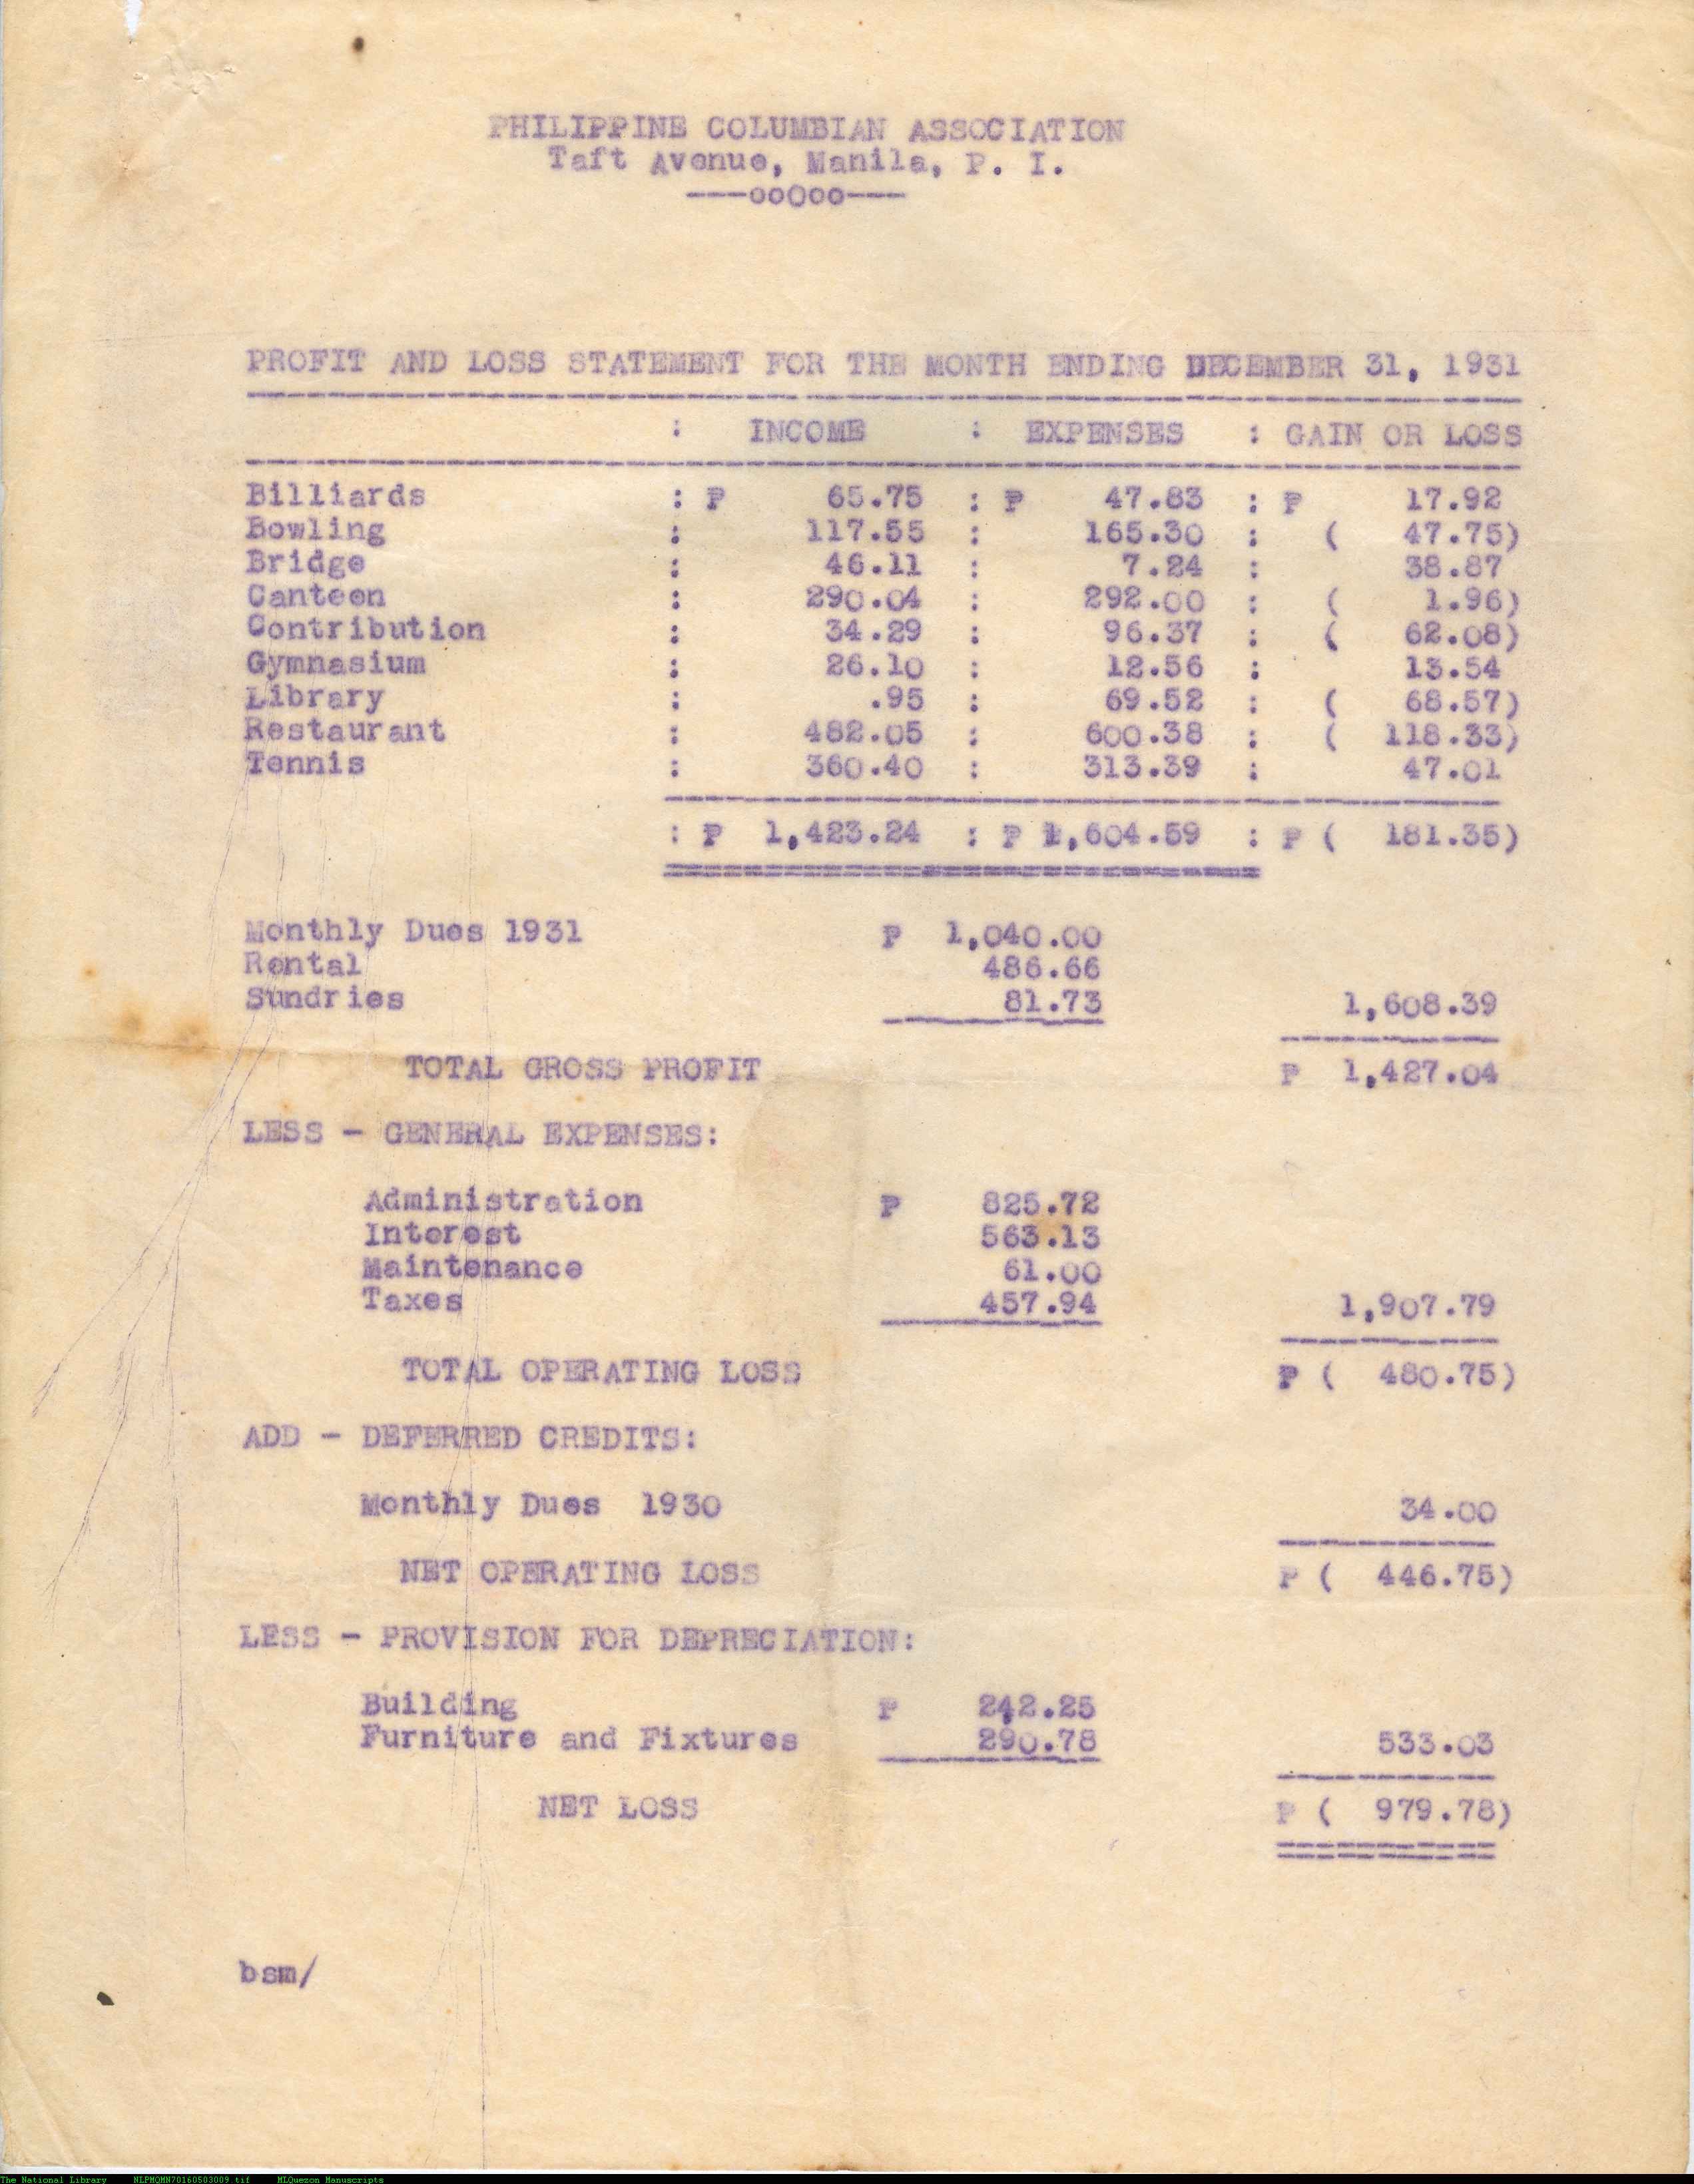 PHILIPPINE COLUMBIAN ASSOCIATION
Taft Avenue, Manila, P. I.
---ooOoo---
PROFIT AND LOSS STATEMENT FOR THE MONTH ENDING DECEMBER 31, 1931
: INCOME : EXPENSES : GAIN OR LOSS
Billiards : ₱ 65.75 : ₱ 47.83 : ₱ 17.92
Bowling : 117.55 : 165.30 : ( 47.75)
Bridge : 46.11 : 7.24 : 38.87
Canteen : 290.04 : 292.00 : ( 1.96)
Contribution : 34.29 : 96.37 : ( 62.08)
Gymnasium : 26.10 : 12.56 : 13.54
Library : .95 : 69.52 : ( 68.57)
Restaurant : 482.05 : 600.38 : ( 118.33)
Tennis : 360.40 : 313.39 : 47.01
: ₱ 1,423.24 : ₱ 1,604.59 : ₱ ( 181.35)
Monthly Dues 1931 ₱ 1,040.00
Rental 486.66
Sundries 81.73 1,608.39
TOTAL GROSS PROFIT ₱ 1,427.04
LESS - GENERAL EXPENSES:
Administration ₱ 825.72
Interest 563.13
Maintenance 61.00
Taxes 457.94 1,907.79
TOTAL OPERATING LOSS ₱ ( 480.75)
ADD - DEFERRED CREDITS:
Monthly Dues 1930 34.00
NET OPERATING LOSS ₱ ( 446.75)
LESS - PROVISION FOR DEPRECIATION:
Building ₱ 242.25
Furniture and Fixtures 290.78 533.03
NET LOSS ₱ ( 979.78)
bsm/
The National Library NLPMQMN70160503009.tif MLQuezon Manuscripts